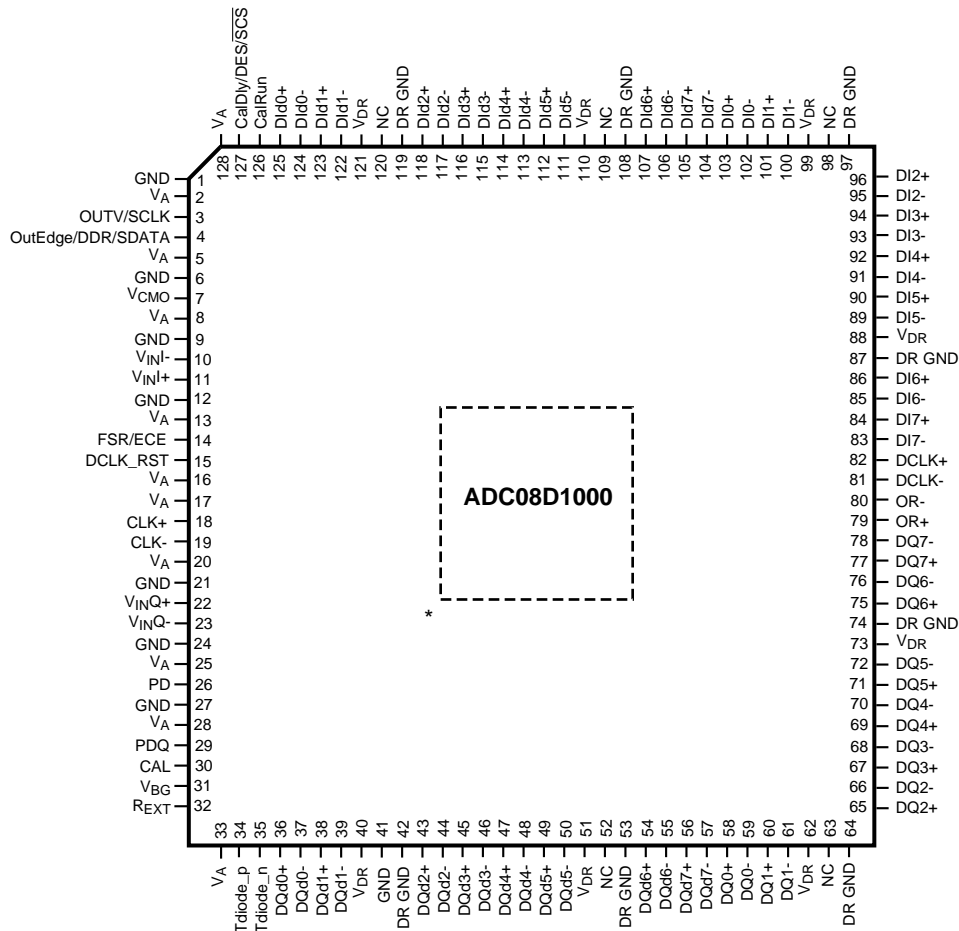 VA
CalDly/DES/SCS
CalRun
DId0+
DId0-
DId1+
DId1-
VDR
NC
DR GND
DId2+
DId2-
DId3+
DId3-
DId4+
DId4-
DId5+
DId5-
VDR
NC
DR GND
DId6+
DId6-
DId7+
DId7-
DI0+
DI0-
DI1+
DI1-
VDR
NC
DR GND
128
127
126
125
124
123
122
121
120
119
118
117
116
115
114
113
112
111
110
109
108
107
106
105
104
103
102
101
100
99
98
97
GND 1
VA 2
OUTV/SCLK 3
OutEdge/DDR/SDATA 4
VA 5
GND 6
VCMO 7
VA 8
GND 9
VINI- 10
VINI+ 11
GND 12
VA 13
FSR/ECE 14
DCLK_RST 15
VA 16
VA 17
CLK+ 18
CLK- 19
VA 20
GND 21
VINQ+ 22
VINQ- 23
GND 24
VA 25
PD 26
GND 27
VA 28
PDQ 29
CAL 30
VBG 31
REXT 32
ADC08D1000
*
96 DI2+
95 DI2-
94 DI3+
93 DI3-
92 DI4+
91 DI4-
90 DI5+
89 DI5-
88 VDR
87 DR GND
86 DI6+
85 DI6-
84 DI7+
83 DI7-
82 DCLK+
81 DCLK-
80 OR-
79 OR+
78 DQ7-
77 DQ7+
76 DQ6-
75 DQ6+
74 DR GND
73 VDR
72 DQ5-
71 DQ5+
70 DQ4-
69 DQ4+
68 DQ3-
67 DQ3+
66 DQ2-
65 DQ2+
33
34
35
36
37
38
39
40
41
42
43
44
45
46
47
48
49
50
51
52
53
54
55
56
57
58
59
60
61
62
63
64
VA
Tdiode_p
Tdiode_n
DQd0+
DQd0-
DQd1+
DQd1-
VDR
GND
DR GND
DQd2+
DQd2-
DQd3+
DQd3-
DQd4+
DQd4-
DQd5+
DQd5-
VDR
NC
DR GND
DQd6+
DQd6-
DQd7+
DQd7-
DQ0+
DQ0-
DQ1+
DQ1-
VDR
NC
DR GND